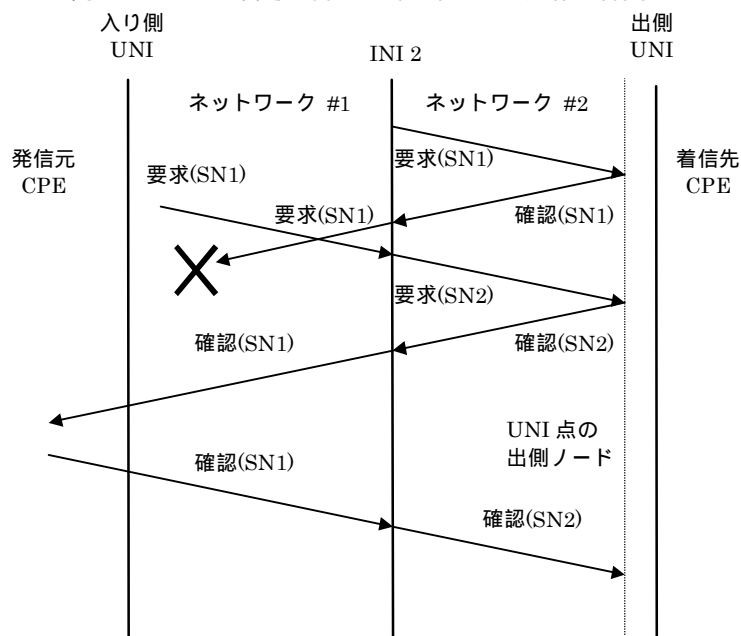 入り側
UNI
INI 2
出側
UNI
ネットワーク #1
ネットワーク #2
発信元
CPE
着信先
CPE
要求(SN1)
要求(SN1)
要求(SN1)
確認(SN1)
要求(SN2)
確認(SN1)
確認(SN2)
UNI 点の
出側ノード
確認(SN1)
確認(SN2)